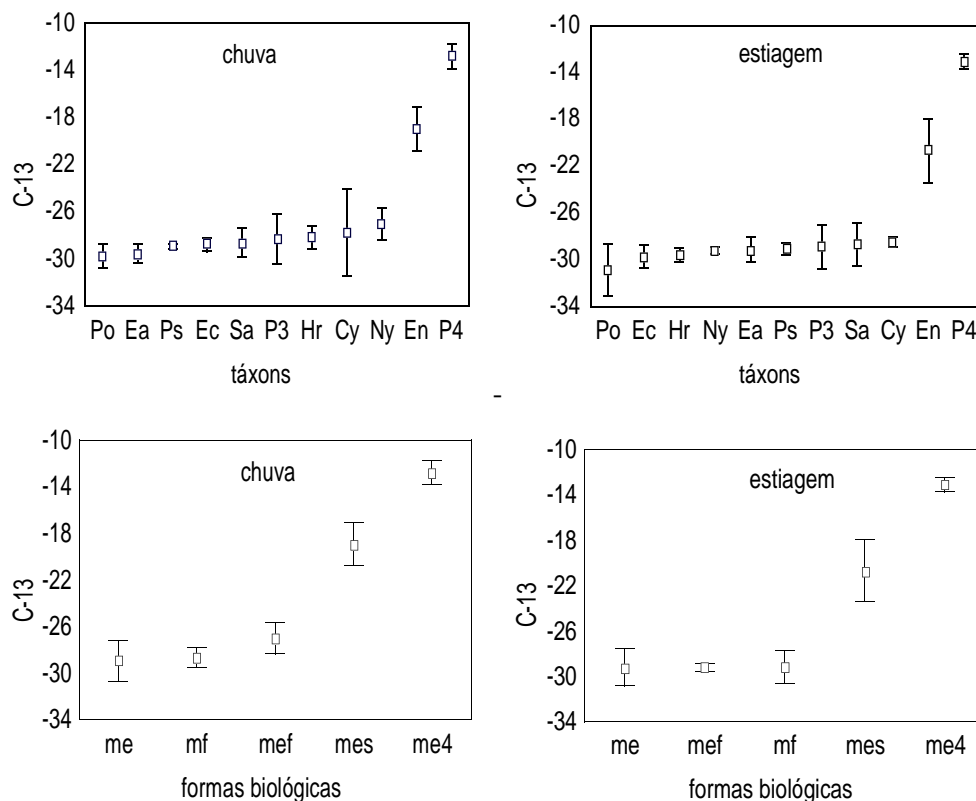 chuva
C-13
-10
-14
-18
-22
-26
-30
-34
Po Ea Ps Ec Sa P3 Hr Cy Ny En P4
táxons
estiagem
C-13
-10
-14
-18
-22
-26
-30
-34
Po Ec Hr Ny Ea Ps P3 Sa Cy En P4
táxons
-
chuva
C-13
-10
-14
-18
-22
-26
-30
-34
me mf mef mes me4
formas biológicas
estiagem
C-13
-10
-14
-18
-22
-26
-30
-34
me mef mf mes me4
formas biológicas